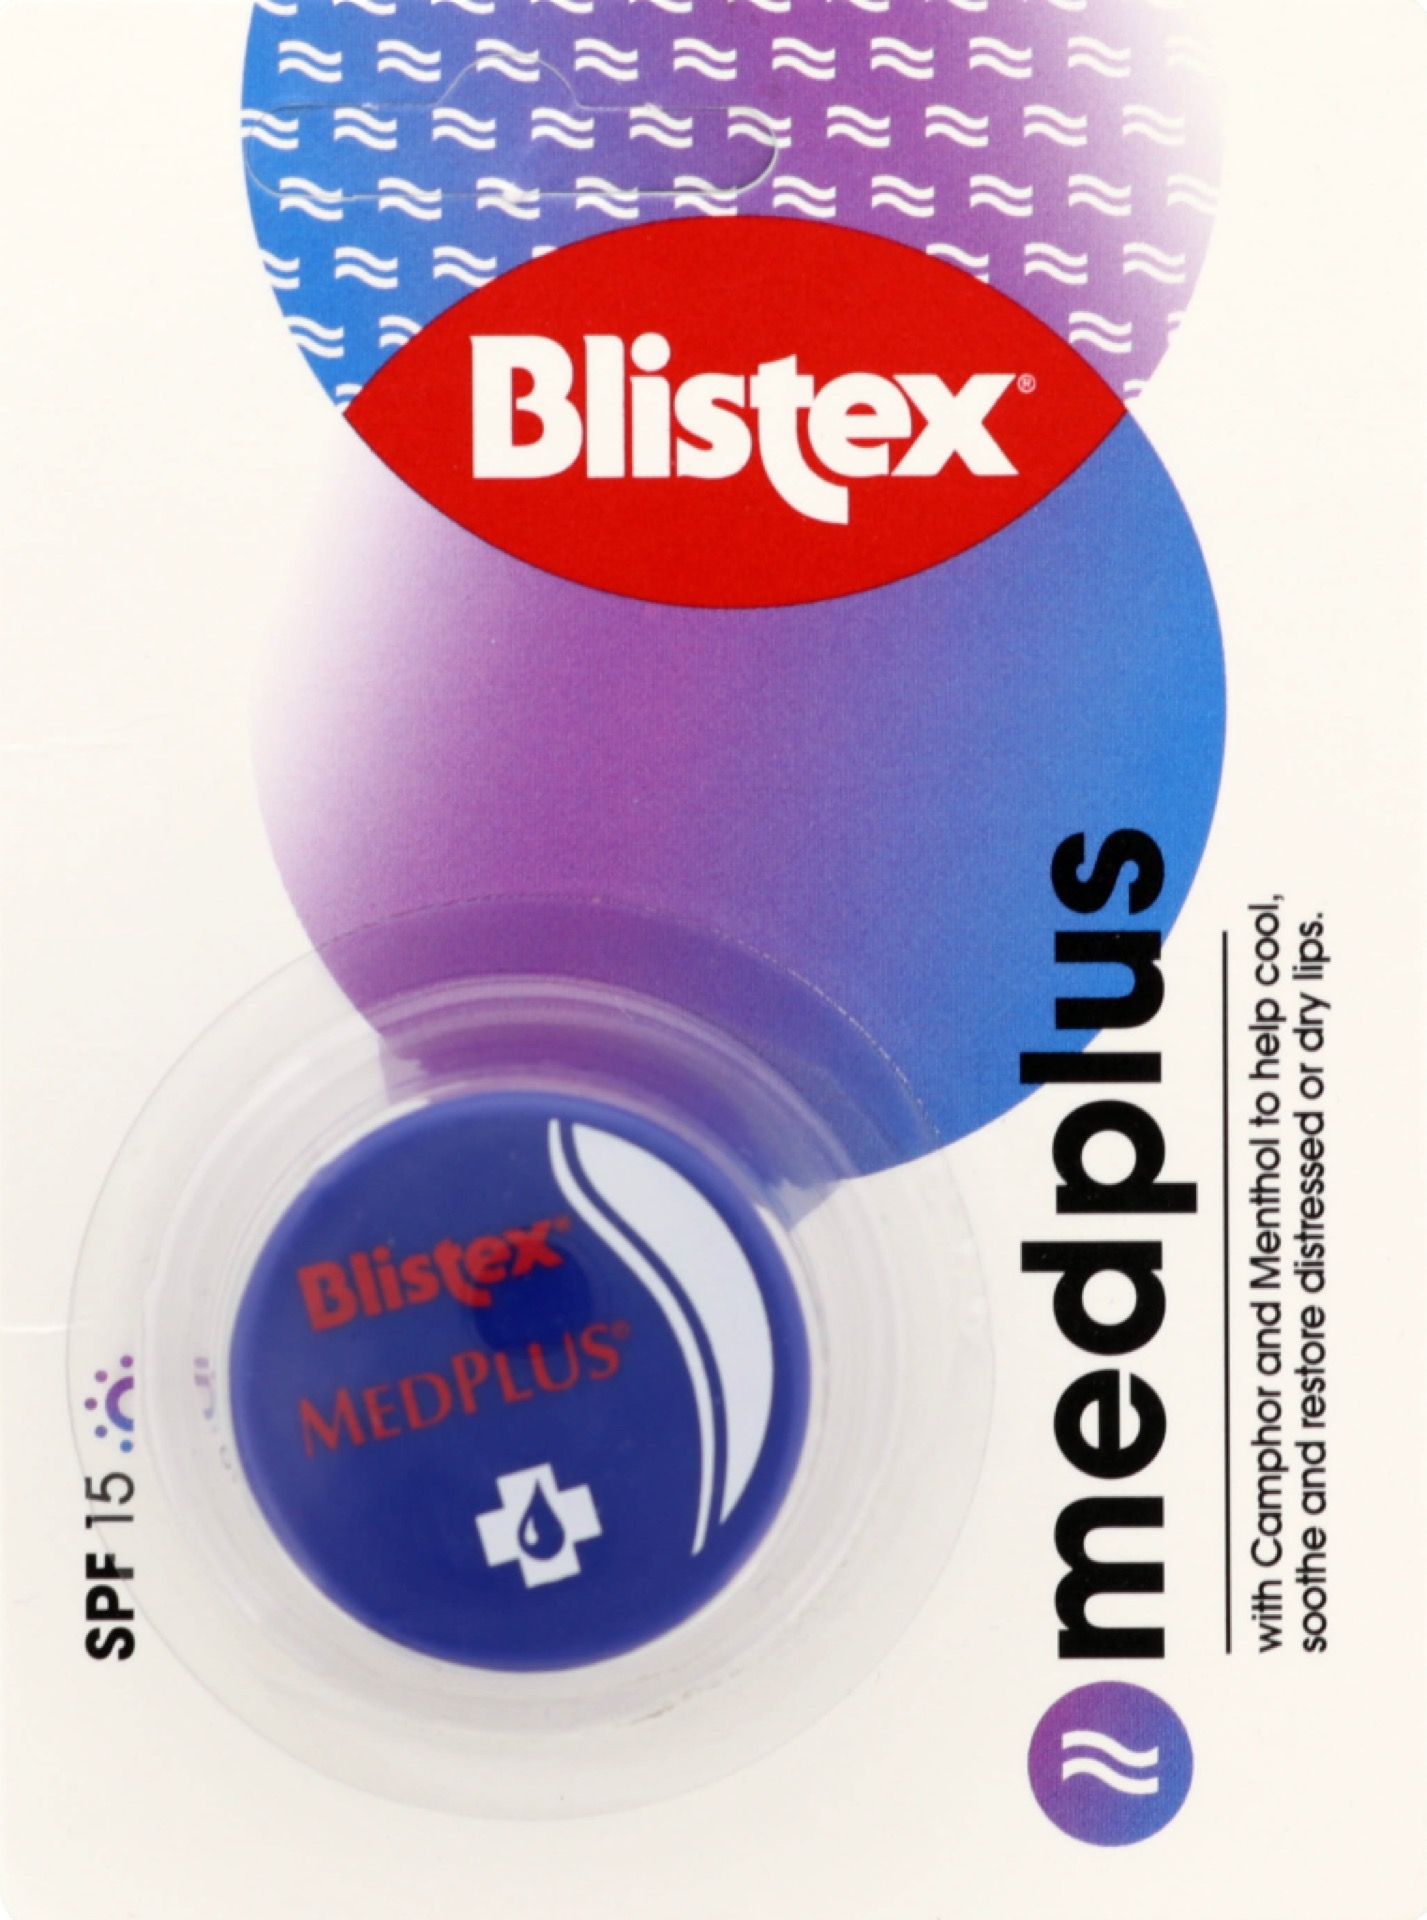 Blistex®
SPF 15
Blistex®
MEDPLUS®
medplus
with Camphor and Menthol to help cool,
soothe and restore distressed or dry lips.